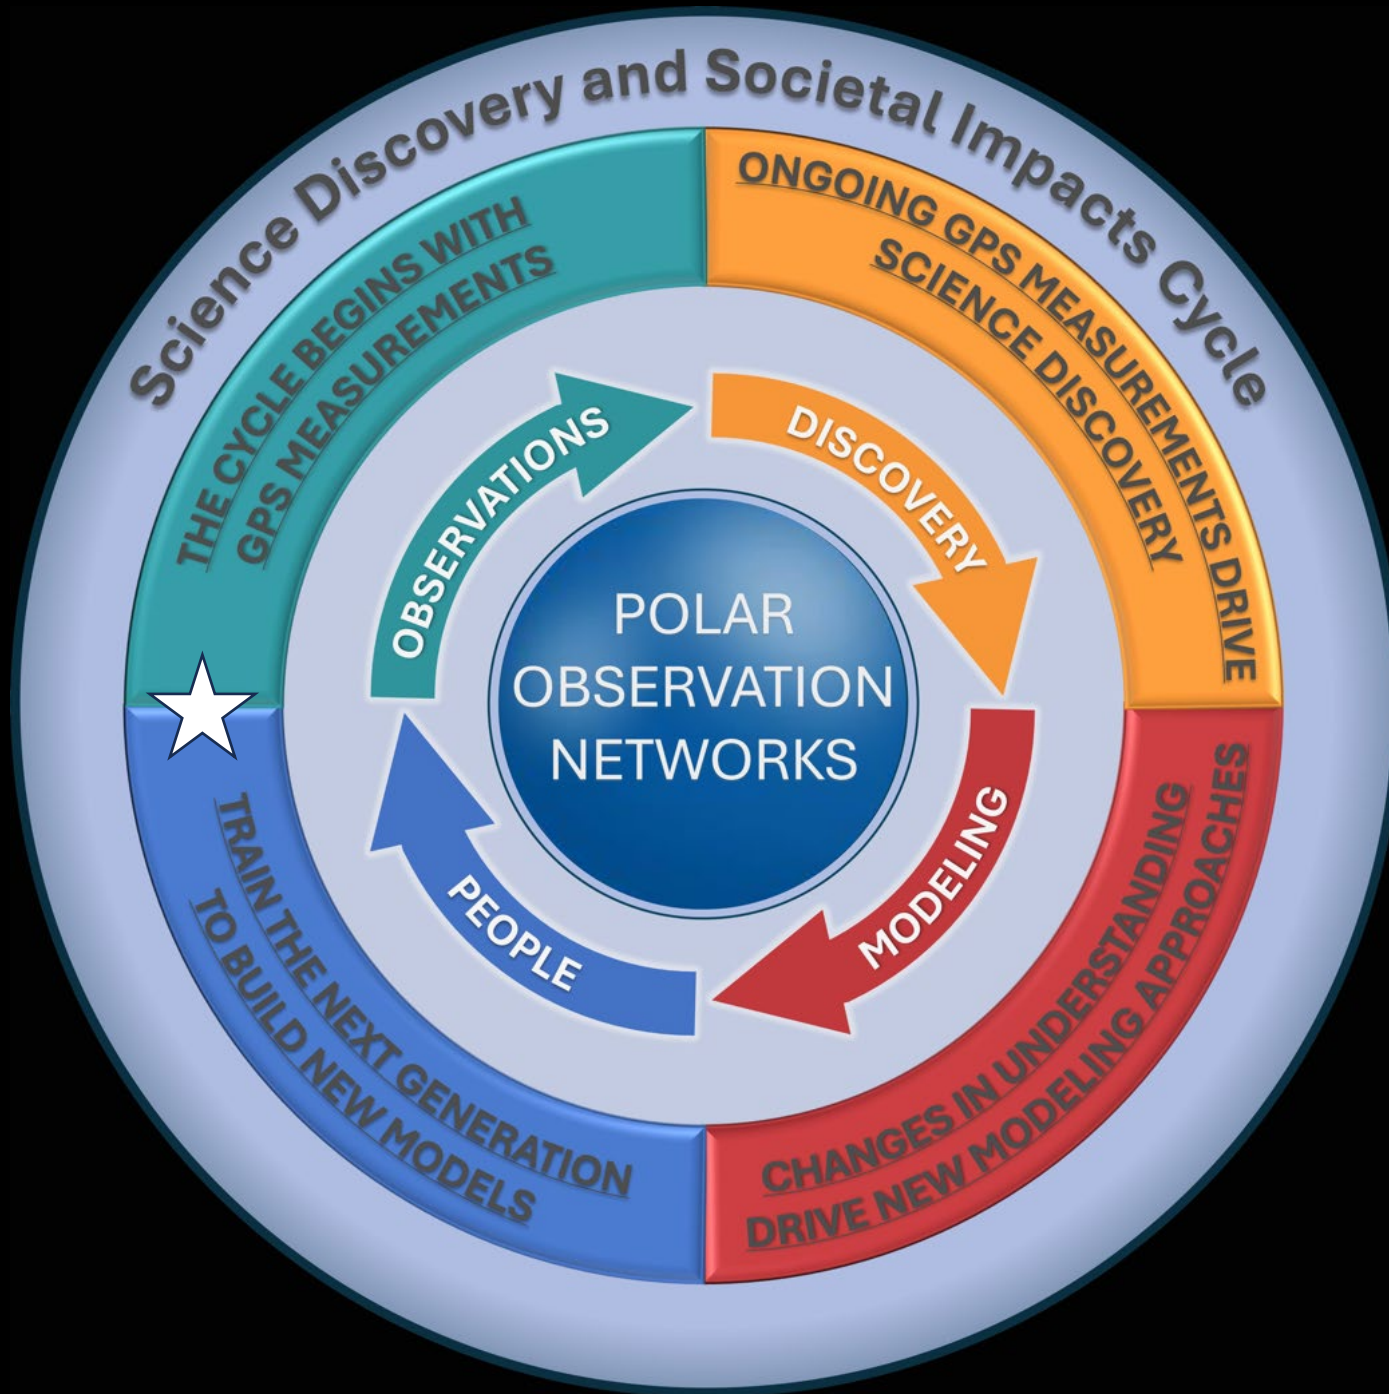 Science Discovery and Societal Impacts Cycle
THE CYCLE BEGINS WITH
GPS MEASUREMENTS
ONGOING GPS MEASUREMENTS DRIVE
SCIENCE DISCOVERY
CHANGES IN UNDERSTANDING
DRIVE NEW MODELING APPROACHES
TRAIN THE NEXT GENERATION
TO BUILD NEW MODELS
OBSERVATIONS
DISCOVERY
MODELING
PEOPLE
POLAR
OBSERVATION
NETWORKS